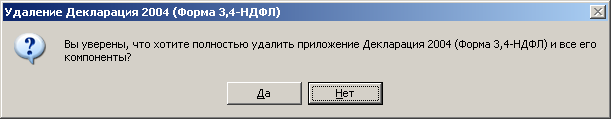 Удаление Декларация 2004 (Форма 3,4-НДФЛ)
Вы уверены, что хотите полностью удалить приложение Декларация 2004 (Форма 3,4-НДФЛ) и все его
компоненты?
Да
Нет